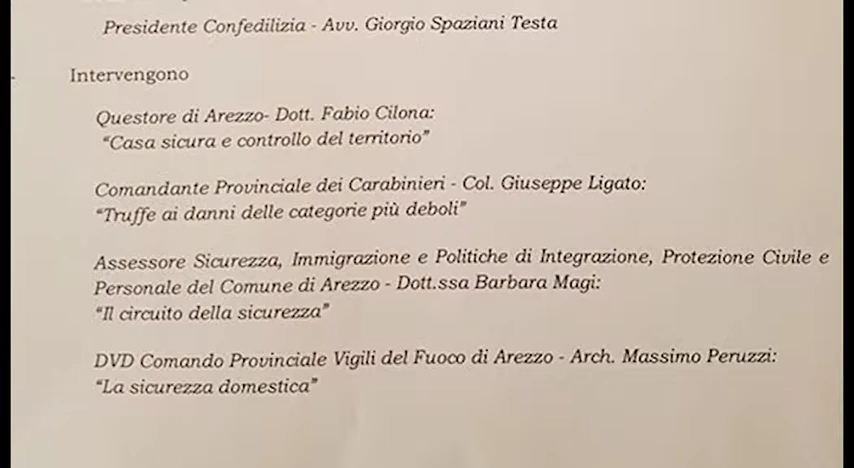 Presidente Confedilizia - Avv. Giorgio Spaziani Testa
Intervengono
Questore di Arezzo- Dott. Fabio Cilona:
“Casa sicura e controllo del territorio”
Comandante Provinciale dei Carabinieri - Col. Giuseppe Ligato:
“Truffe ai danni delle categorie più deboli”
Assessore Sicurezza, Immigrazione e Politiche di Integrazione, Protezione Civile e
Personale del Comune di Arezzo - Dott.ssa Barbara Magi:
“Il circuito della sicurezza”
DVD Comando Provinciale Vigili del Fuoco di Arezzo - Arch. Massimo Peruzzi:
“La sicurezza domestica”